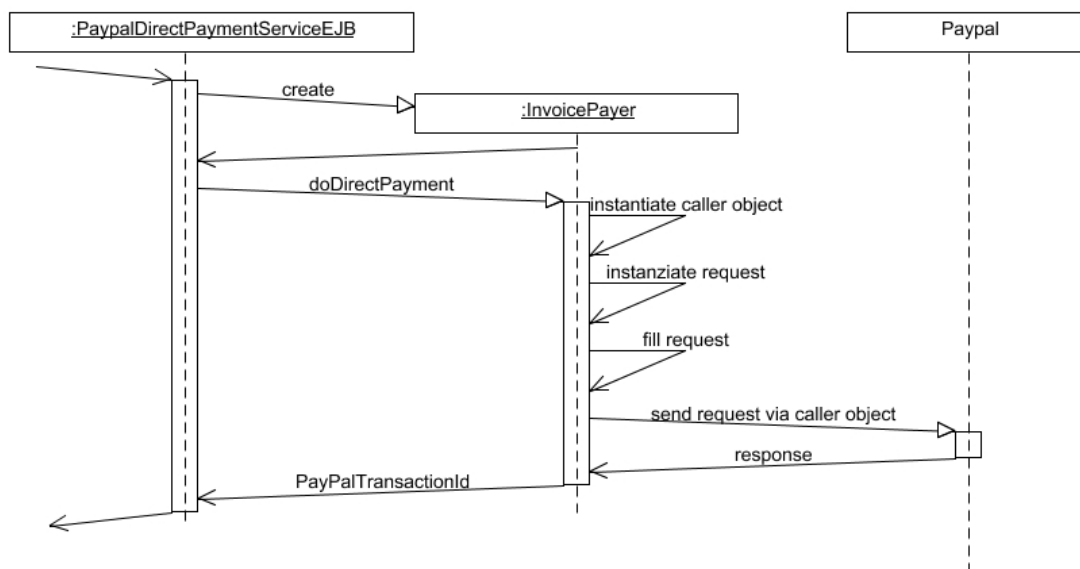 :PaypalDirectPaymentServiceEJB
Paypal
create
:InvoicePayer
doDirectPayment
instantiate caller object
instanziate request
fill request
send request via caller object
response
PayPalTransactionId